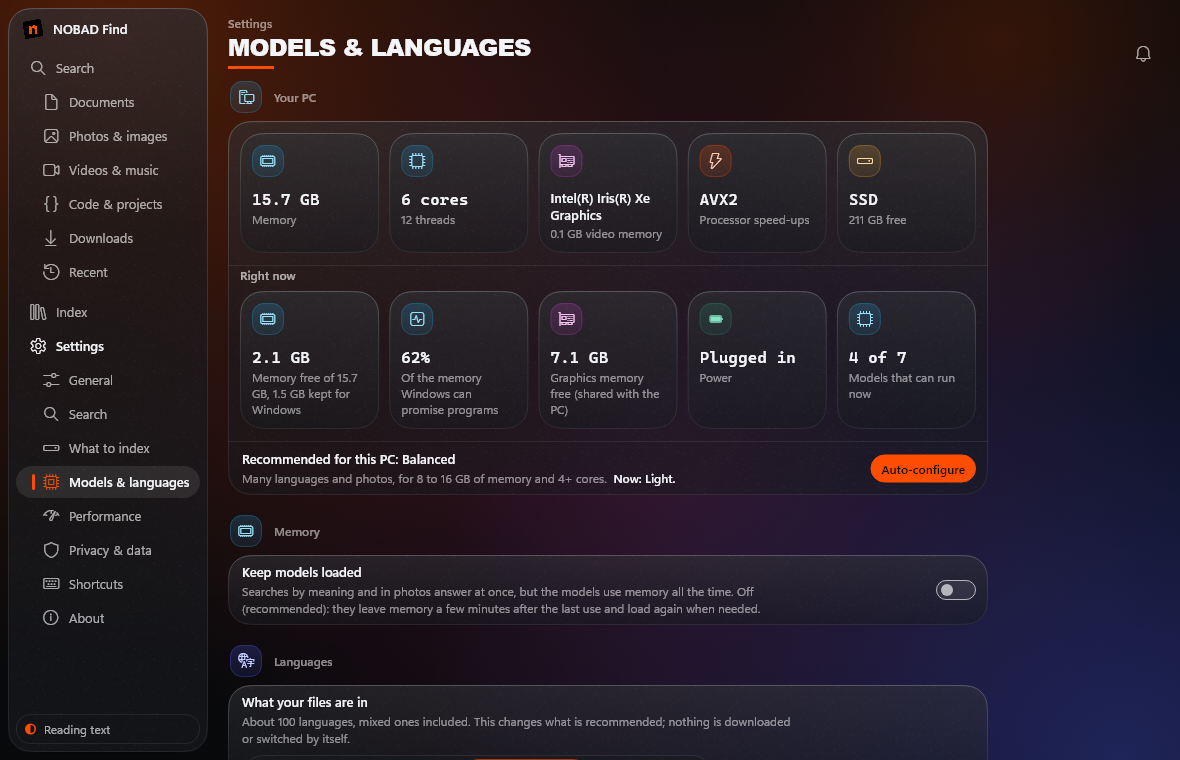 NOBAD Find
Search
Documents
Photos & images
Videos & music
Code & projects
Downloads
Recent
Index
Settings
General
Search
What to index
Models & languages
Performance
Privacy & data
Shortcuts
About
Reading text
Settings
MODELS & LANGUAGES
Your PC
15.7 GB
Memory
6 cores
12 threads
Intel(R) Iris(R) Xe
Graphics
0.1 GB video memory
AVX2
Processor speed-ups
SSD
211 GB free
Right now
2.1 GB
Memory free of 15.7
GB, 1.5 GB kept for
Windows
62%
Of the memory
Windows can
promise programs
7.1 GB
Graphics memory
free (shared with the
PC)
Plugged in
Power
4 of 7
Models that can run
now
Recommended for this PC: Balanced
Many languages and photos, for 8 to 16 GB of memory and 4+ cores. Now: Light.
Auto-configure
Memory
Keep models loaded
Searches by meaning and in photos answer at once, but the models use memory all the time. Off
(recommended): they leave memory a few minutes after the last use and load again when needed.
Languages
What your files are in
About 100 languages, mixed ones included. This changes what is recommended; nothing is downloaded
or switched by itself.